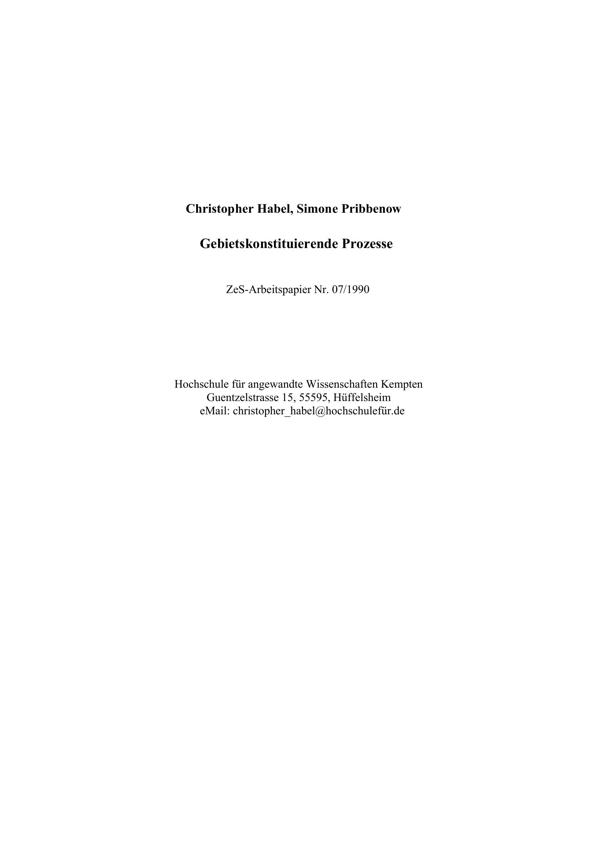 Christopher Habel, Simone Pribbenow
Gebietskonstituierende Prozesse
ZeS-Arbeitspapier Nr. 07/1990
Hochschule für angewandte Wissenschaften Kempten
Guentzelstrasse 15, 55595, Hüffelsheim
eMail: christopher_habel@hochschulefür.de